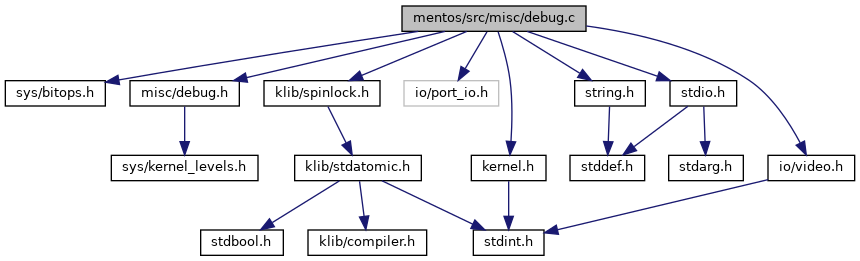 mentos/src/misc/debug.c
sys/bitops.h
misc/debug.h
klib/spinlock.h
io/port_io.h
string.h
stdio.h
sys/kernel_levels.h
klib/stdatomic.h
kernel.h
stddef.h
stdarg.h
io/video.h
stdbool.h
klib/compiler.h
stdint.h